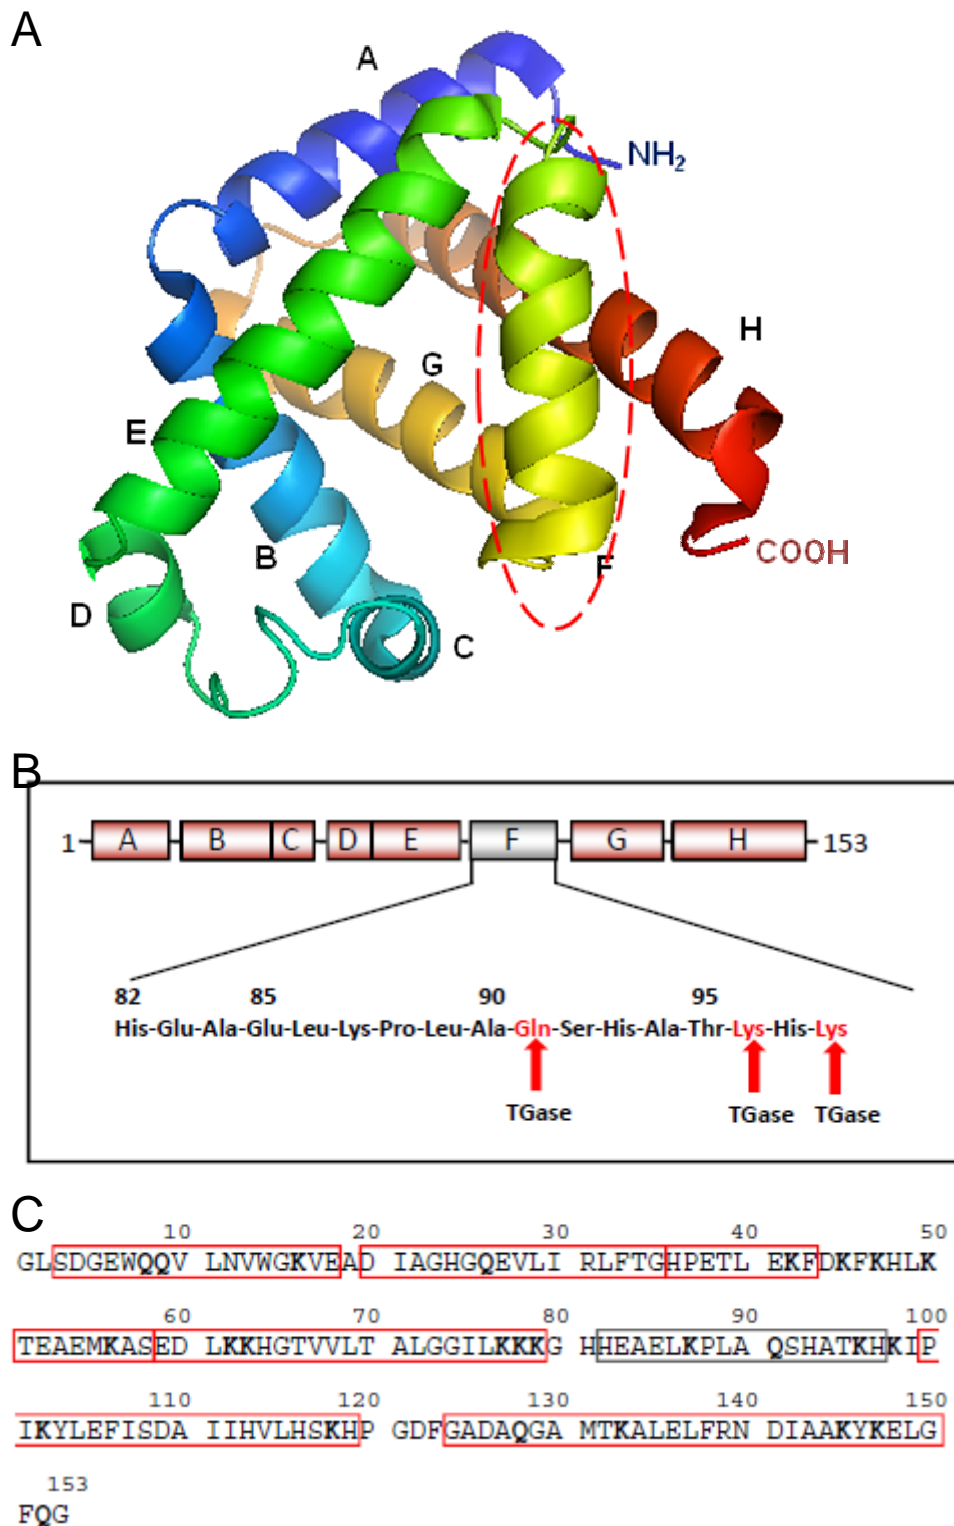 A
A
NH2
H
G
E
B
F
COOH
D
C
B
1 A B C D E F G H 153
82 85 90 95
His-Glu-Ala-Glu-Leu-Lys-Pro-Leu-Ala-Gln-Ser-His-Ala-Thr-Lys-His-Lys
TGase TGase TGase
C
10 20 30 40 50
GLSDGEWQQV LNVWGKVEAD IAGHGQEVLI RLFTGHPETL EKFDKFKHLK
60 70 80 90 100
TEAEMKASED LKKHGTVVLT ALGGILKKKG HHEAELKPLA QSHATKHKIP
110 120 130 140 150
IKYLEFISDA IIHVLHSKHP GDFGADAQGA MTKALELFRN DIAAKYKELG
153
FQG